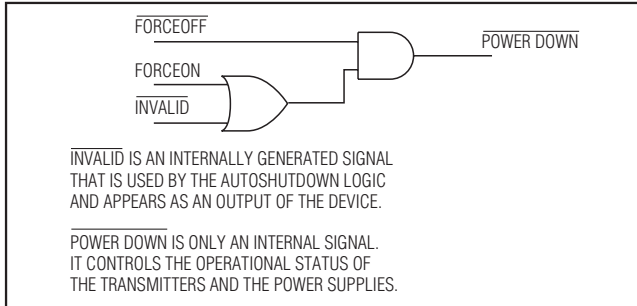 FORCEOFF
POWER DOWN
FORCEON
INVALID
INVALID IS AN INTERNALLY GENERATED SIGNAL
THAT IS USED BY THE AUTOSHUTDOWN LOGIC
AND APPEARS AS AN OUTPUT OF THE DEVICE.
POWER DOWN IS ONLY AN INTERNAL SIGNAL.
IT CONTROLS THE OPERATIONAL STATUS OF
THE TRANSMITTERS AND THE POWER SUPPLIES.